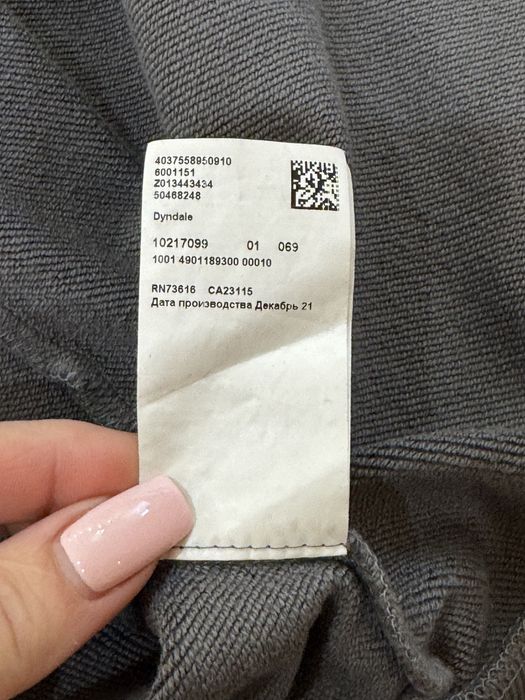 4037558950910
6001151
Z013443434
50468248
Dyndale
10217099 01 069
1001 4901189300 00010
RN73616 CA23115
Дата производства Декабрь 21